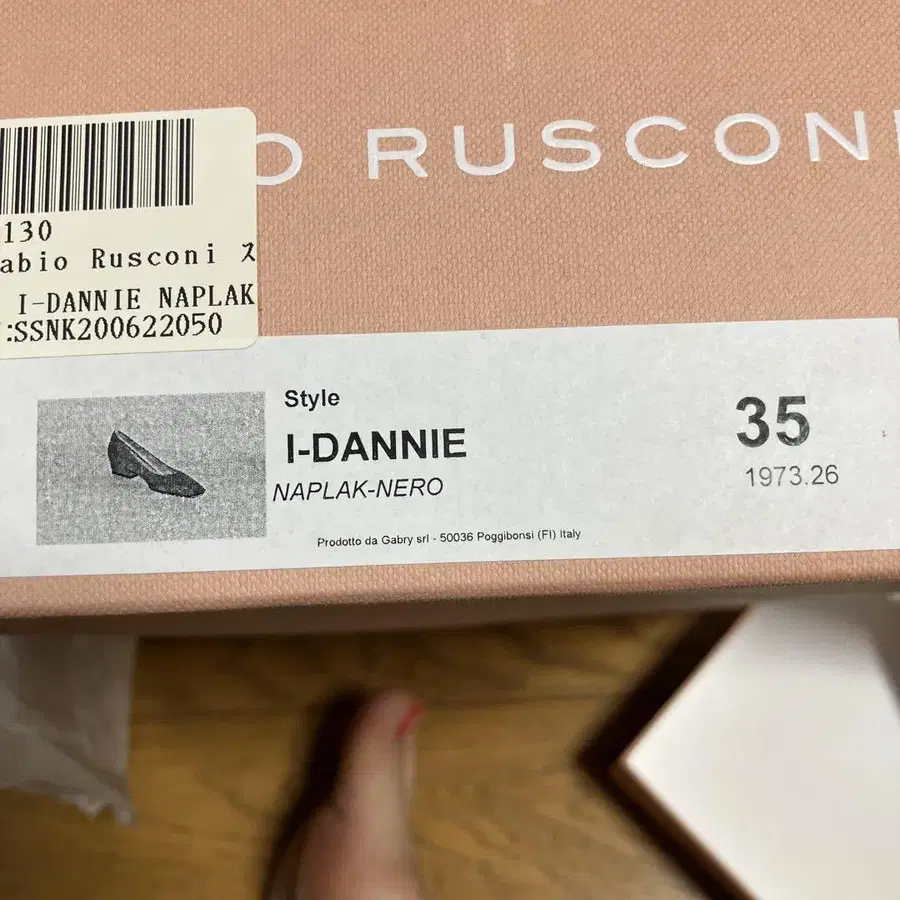 O RUSCONI
130
abio Rusconi ス
I-DANNIE NAPLAK
:SSNK200622050
Style
I-DANNIE
35
NAPLAK-NERO
1973.26
Prodotto da Gabry srl - 50036 Poggibonsi (FI) Italy